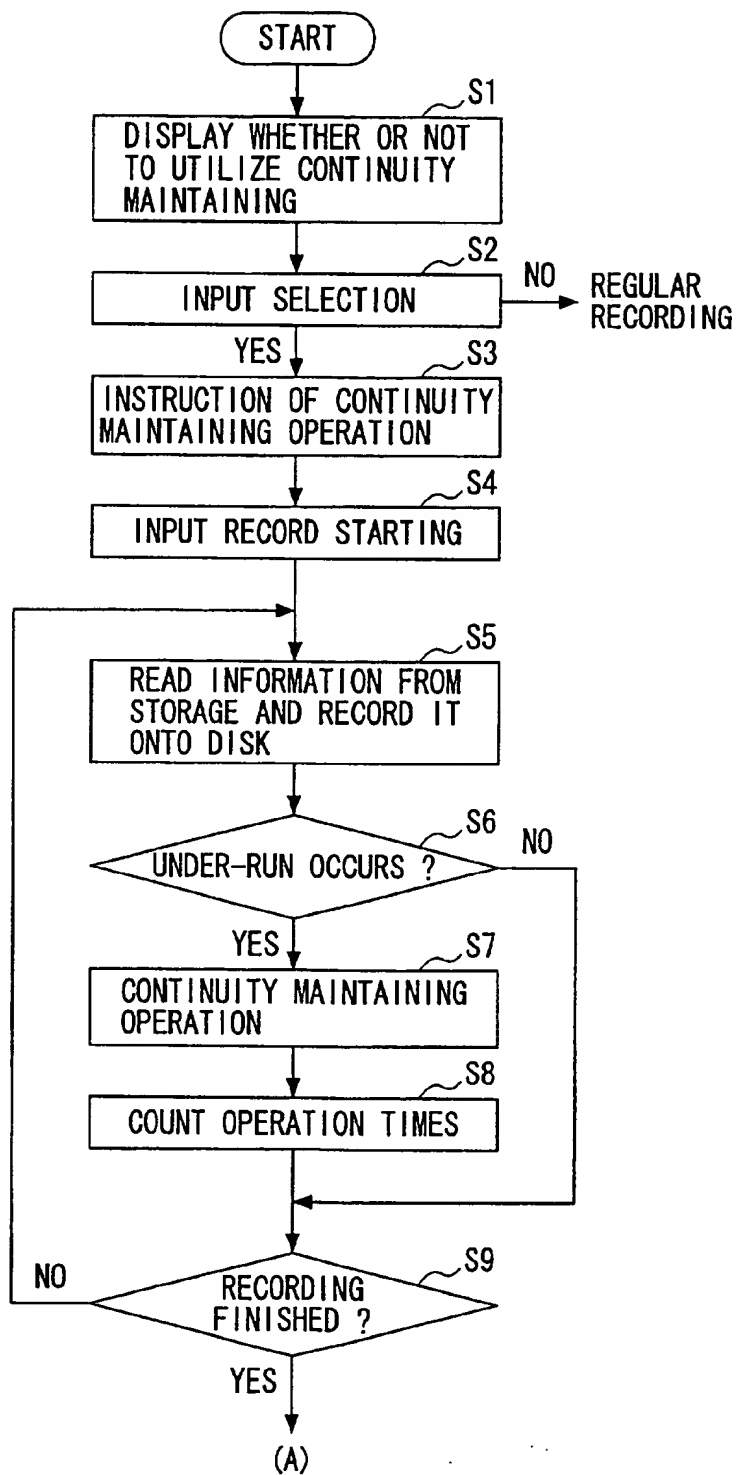 START
S1
DISPLAY WHETHER OR NOT
TO UTILIZE CONTINUITY
MAINTAINING
S2
INPUT SELECTION
NO
REGULAR
RECORDING
YES
S3
INSTRUCTION OF CONTINUITY
MAINTAINING OPERATION
S4
INPUT RECORD STARTING
S5
READ INFORMATION FROM
STORAGE AND RECORD IT
ONTO DISK
S6
UNDER-RUN OCCURS ?
NO
YES
S7
CONTINUITY MAINTAINING
OPERATION
S8
COUNT OPERATION TIMES
S9
RECORDING
FINISHED ?
NO
YES
(A)